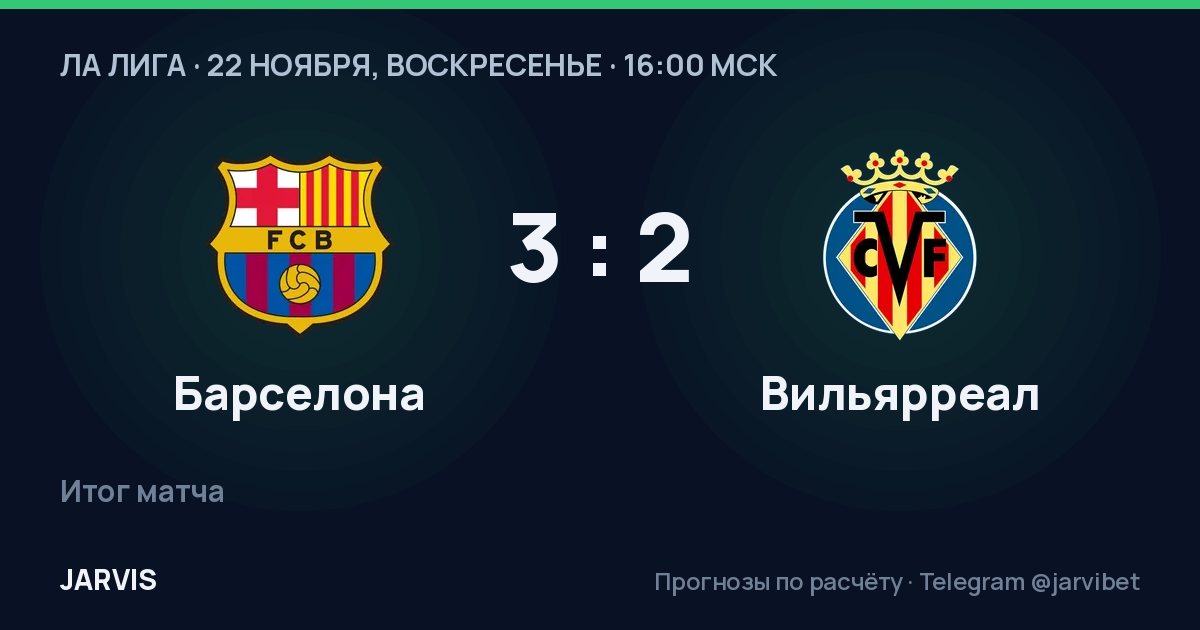 ЛА ЛИГА · 22 НОЯБРЯ, ВОСКРЕСЕНЬЕ · 16:00 МСК
FCB
3 : 2
CVF
Барселона
Вильярреал
Итог матча
JARVIS
Прогнозы по расчёту · Telegram @jarvibet